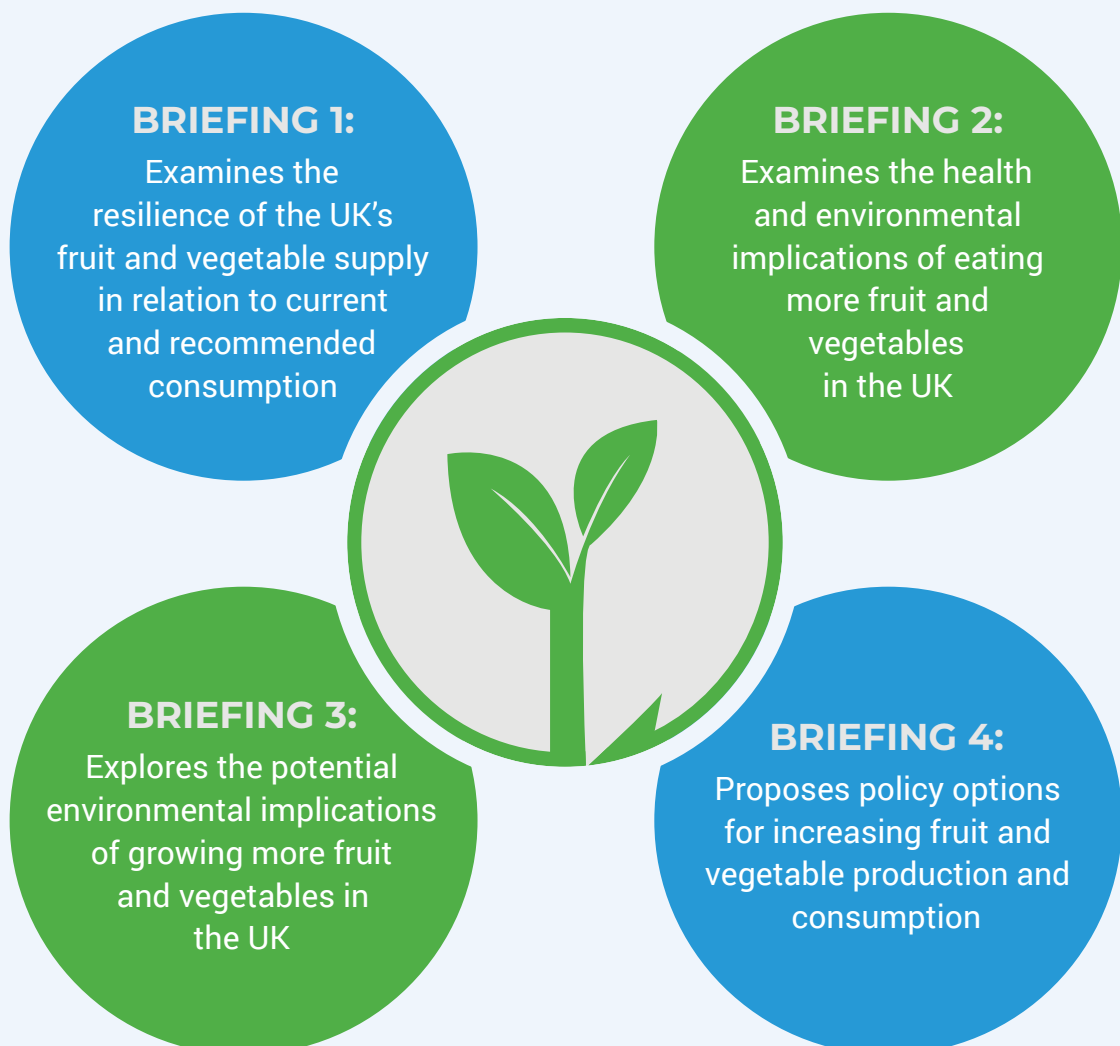 BRIEFING 1:
Examines the
resilience of the UK’s
fruit and vegetable supply
in relation to current
and recommended
consumption
BRIEFING 2:
Examines the health
and environmental
implications of eating
more fruit and
vegetables
in the UK
BRIEFING 3:
Explores the potential
environmental implications
of growing more fruit
and vegetables in
the UK
BRIEFING 4:
Proposes policy options
for increasing fruit and
vegetable production and
consumption